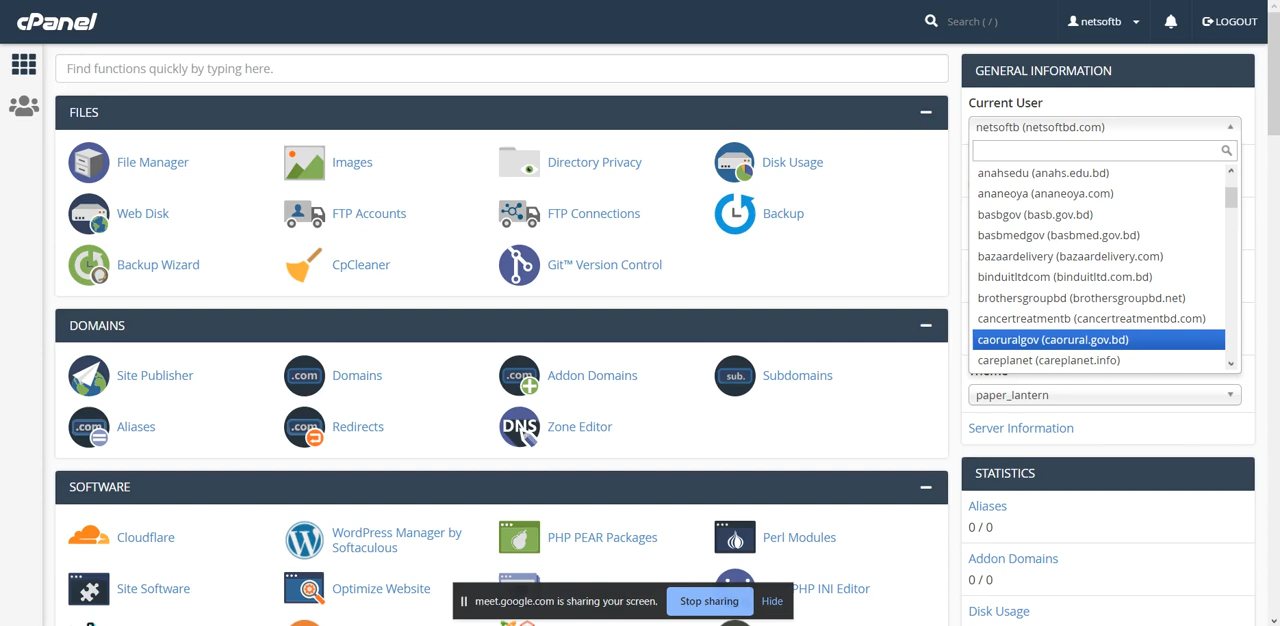 cPanel
Search ( / )
netsoftb
LOGOUT
Find functions quickly by typing here.
FILES
File Manager
Images
Directory Privacy
Disk Usage
Web Disk
FTP Accounts
FTP Connections
Backup
Backup Wizard
CpCleaner
Git™ Version Control
DOMAINS
.com
.com
sub.
Site Publisher
Domains
Addon Domains
Subdomains
.com
.com
DNS
Aliases
Redirects
Zone Editor
SOFTWARE
Cloudflare
WordPress Manager by
Softaculous
PHP PEAR Packages
Perl Modules
Site Software
Optimize Website
PHP INI Editor
meet.google.com is sharing your screen.
Stop sharing
Hide
GENERAL INFORMATION
Current User
netsoftb (netsoftbd.com)
anahsedu (anahs.edu.bd)
ananeoya (ananeoya.com)
basbgov (basb.gov.bd)
basbmedgov (basbmed.gov.bd)
bazaardelivery (bazaardelivery.com)
binduitltdcom (binduitltd.com.bd)
brothersgroupbd (brothersgroupbd.net)
cancertreatmentb (cancertreatmentbd.com)
caoruralgov (caorural.gov.bd)
careplanet (careplanet.info)
paper_lantern
Server Information
STATISTICS
Aliases
0 / 0
Addon Domains
0 / 0
Disk Usage